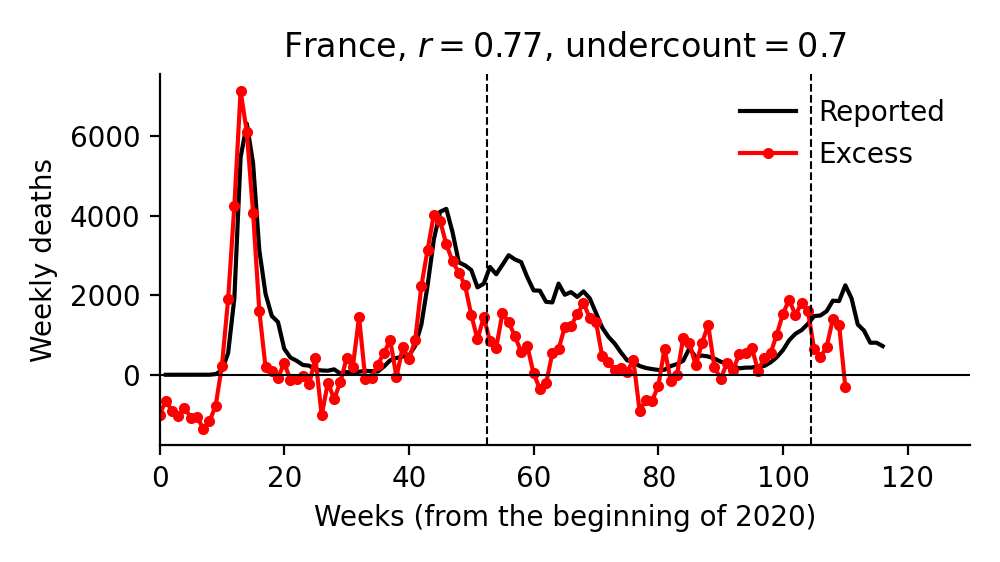 France, r = 0.77, undercount = 0.7
Reported
Excess
Weekly deaths
6000
4000
2000
0
0 20 40 60 80 100 120
Weeks (from the beginning of 2020)